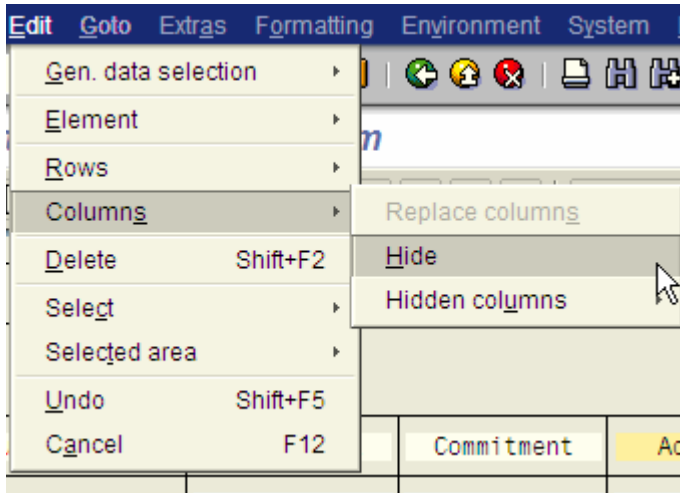 Edit Goto Extras Formatting Environment System
Gen. data selection
Element
Rows
Columns
Replace columns
Delete Shift+F2
Hide
Select
Hidden columns
Selected area
Undo Shift+F5
Cancel F12
Commitment